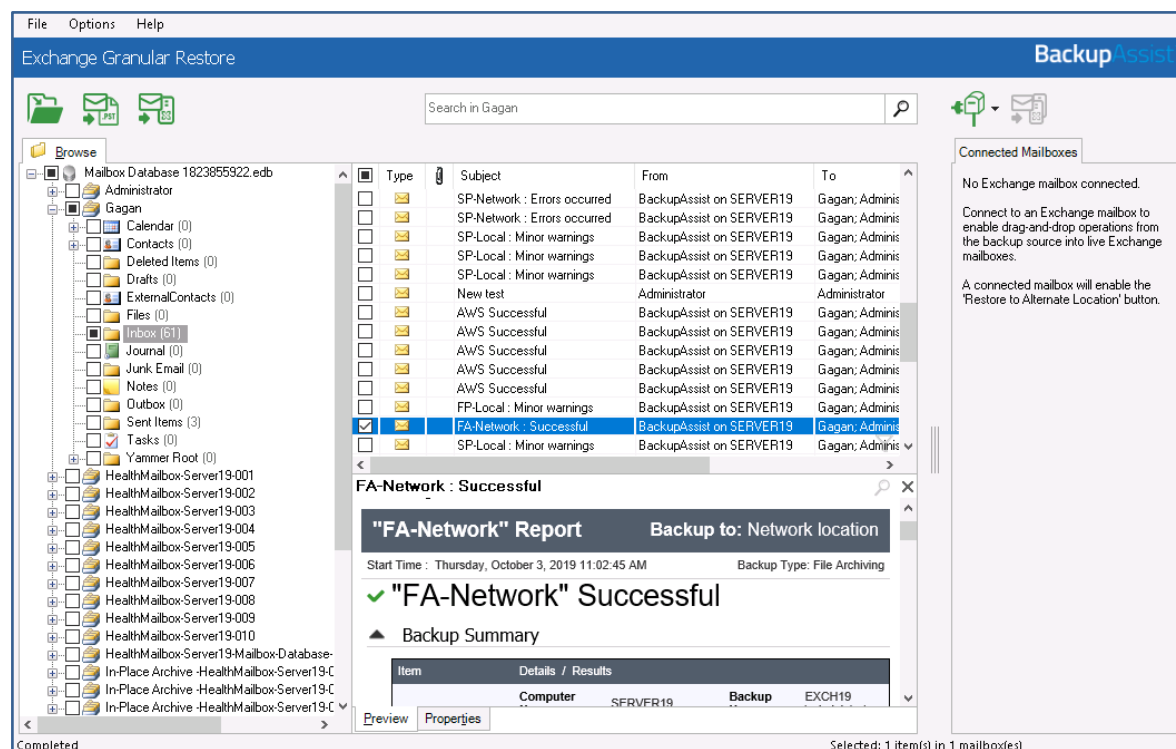 File Options Help
Exchange Granular Restore
BackupAssist
.PST
Search in Gagan
Browse
Mailbox Database 1823855922.edb
Administrator
Gagan
Calendar (0)
Contacts (0)
Deleted Items (0)
Drafts (0)
ExternalContacts (0)
Files (0)
Inbox (61)
Journal (0)
Junk Email (0)
Notes (0)
Outbox (0)
Sent Items (3)
Tasks (0)
Yammer Root (0)
HealthMailbox-Server19-001
HealthMailbox-Server19-002
HealthMailbox-Server19-003
HealthMailbox-Server19-004
HealthMailbox-Server19-005
HealthMailbox-Server19-006
HealthMailbox-Server19-007
HealthMailbox-Server19-008
HealthMailbox-Server19-009
HealthMailbox-Server19-010
HealthMailbox-Server19-Mailbox-Database-
In-Place Archive -HealthMailbox-Server19-0
In-Place Archive -HealthMailbox-Server19-0
In-Place Archive -HealthMailbox-Server19-0
Type Subject From To
SP-Network : Errors occurred BackupAssist on SERVER19 Gagan; Adminis
SP-Network : Errors occurred BackupAssist on SERVER19 Gagan; Adminis
SP-Local : Minor warnings BackupAssist on SERVER19 Gagan; Adminis
SP-Local : Minor warnings BackupAssist on SERVER19 Gagan; Adminis
SP-Local : Minor warnings BackupAssist on SERVER19 Gagan; Adminis
New test Administrator Administrator
AWS Successful BackupAssist on SERVER19 Gagan; Adminis
AWS Successful BackupAssist on SERVER19 Gagan; Adminis
AWS Successful BackupAssist on SERVER19 Gagan; Adminis
AWS Successful BackupAssist on SERVER19 Gagan; Adminis
AWS Successful BackupAssist on SERVER19 Gagan; Adminis
FP-Local : Minor warnings BackupAssist on SERVER19 Gagan; Adminis
FA-Network : Successful BackupAssist on SERVER19 Gagan; Adminis
SP-Local : Minor warnings BackupAssist on SERVER19 Gagan; Adminis
FA-Network : Successful
"FA-Network" Report Backup to: Network location
Start Time : Thursday, October 3, 2019 11:02:45 AM Backup Type: File Archiving
"FA-Network" Successful
Backup Summary
Item Details / Results
Computer SERVER19 Backup EXCH19
Preview Properties
Connected Mailboxes
No Exchange mailbox connected.
Connect to an Exchange mailbox to
enable drag-and-drop operations from
the backup source into live Exchange
mailboxes.
A connected mailbox will enable the
'Restore to Alternate Location' button.
Completed Selected: 1 item(s) in 1 mailbox(es)